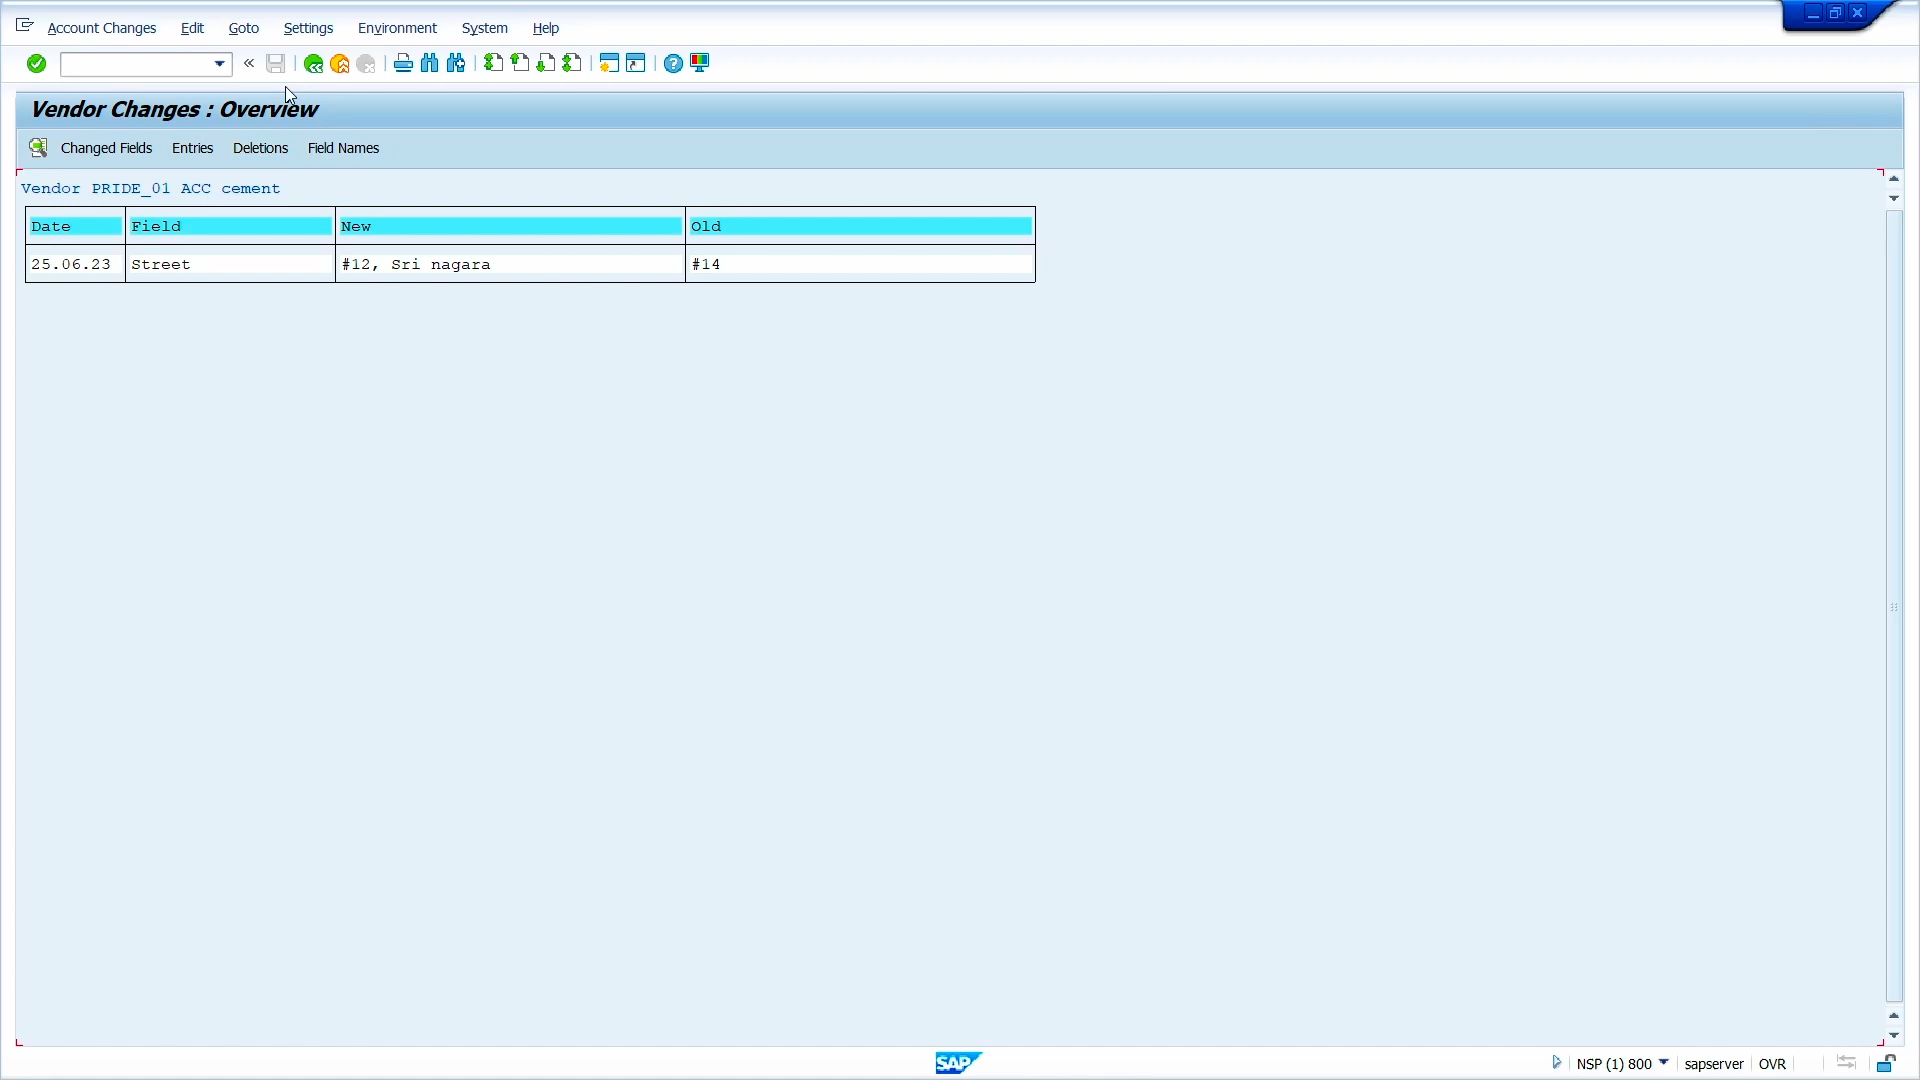 Account Changes Edit Goto Settings Environment System Help
Vendor Changes : Overview
Changed Fields Entries Deletions Field Names
Vendor PRIDE_01 ACC cement
Date Field New Old
25.06.23 Street #12, Sri nagara #14
SAP NSP (1) 800 sapserver OVR